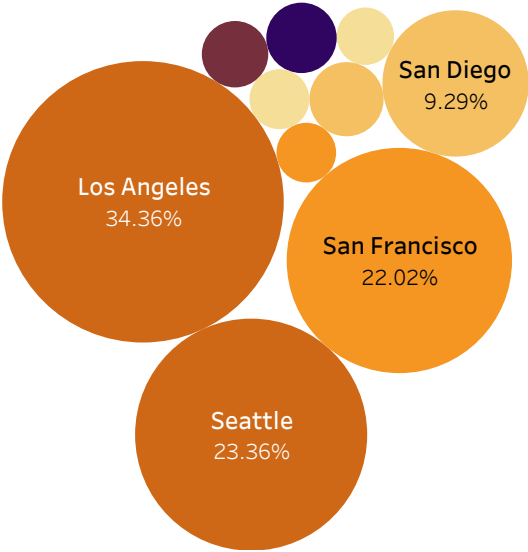 San Diego
9.29%
Los Angeles
34.36%
San Francisco
22.02%
Seattle
23.36%